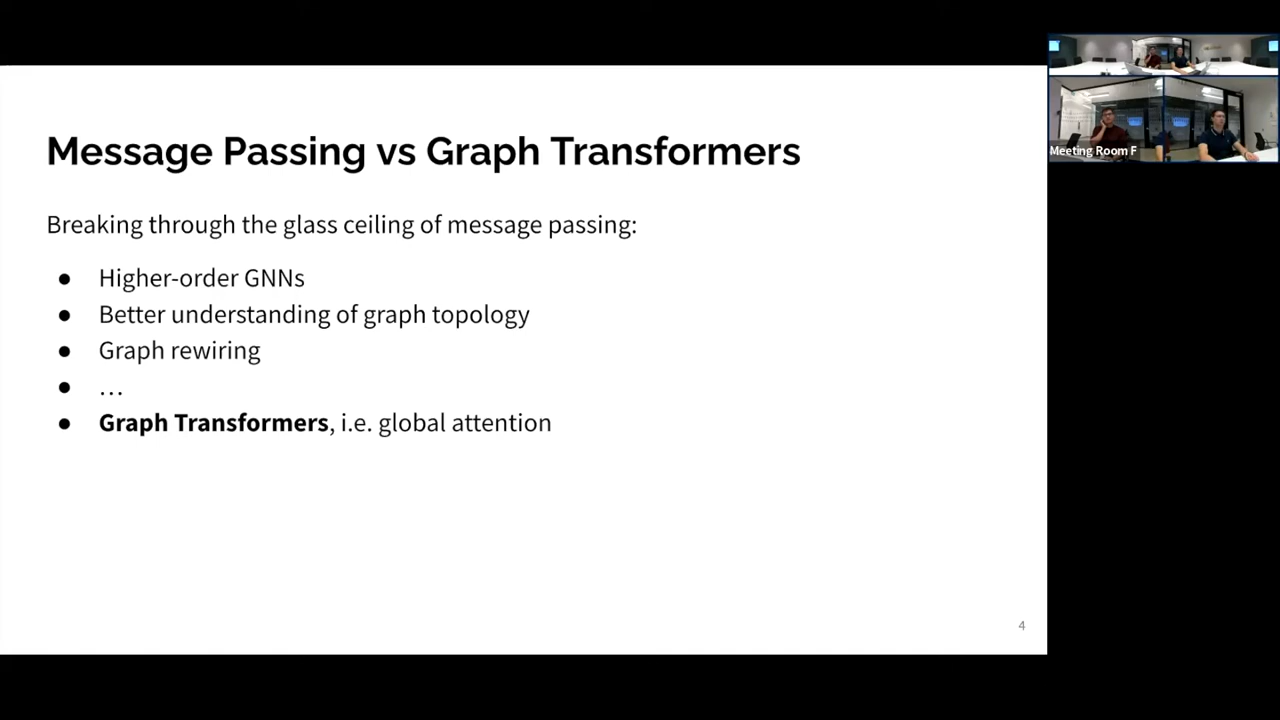 Message Passing vs Graph Transformers
Breaking through the glass ceiling of message passing:
● Higher-order GNNs
● Better understanding of graph topology
● Graph rewiring
● …
● Graph Transformers, i.e. global attention
4
Meeting Room F